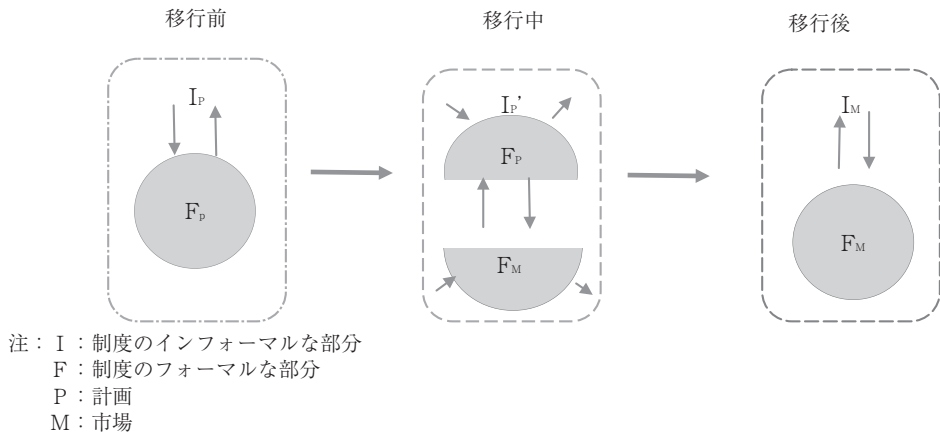 移行前
移行中
移行後
I_P
F_p
I_P'
F_P
F_M
I_M
F_M
注：I：制度のインフォーマルな部分
F：制度のフォーマルな部分
P：計画
M：市場